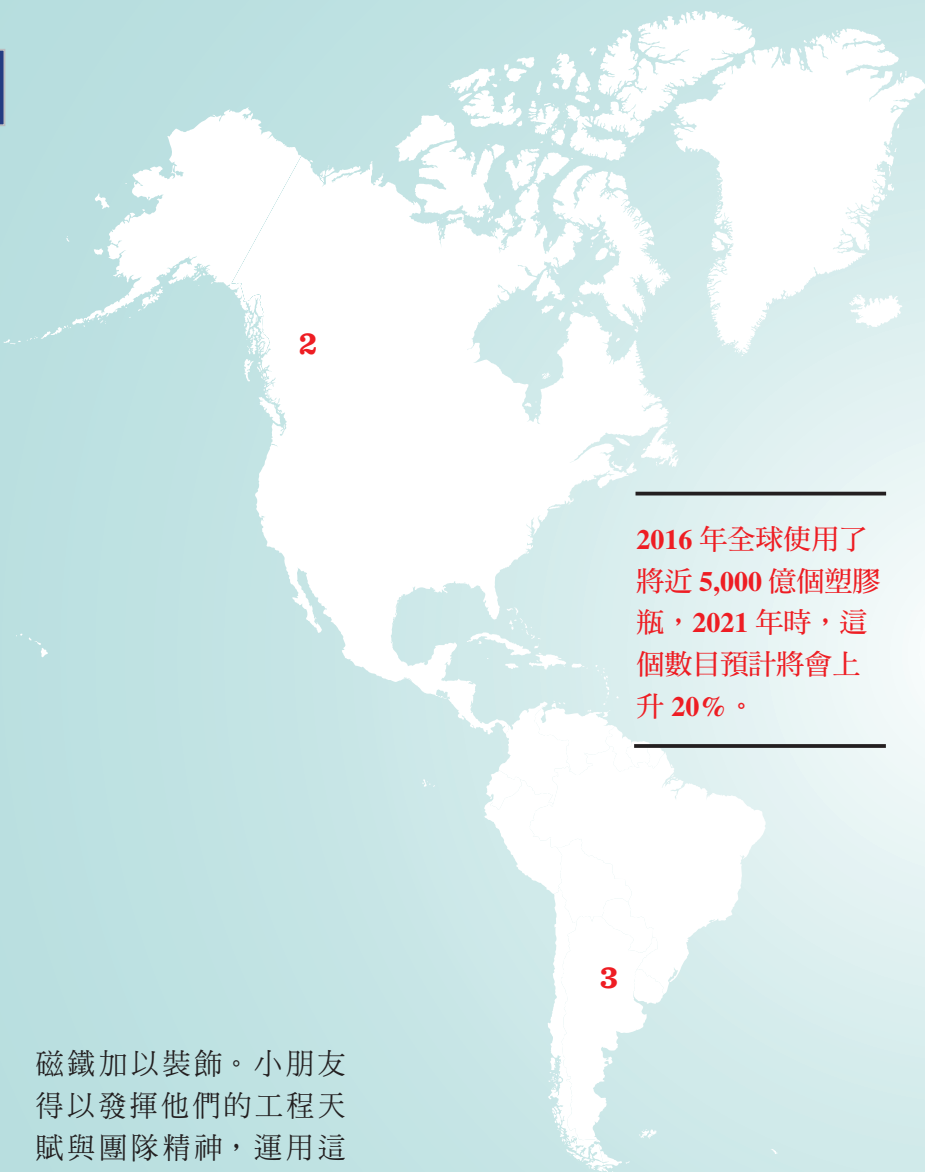 2
2016 年全球使用了
將近 5,000 億個塑膠
瓶，2021 年時，這
個數目預計將會上
升 20%。
3
磁鐵加以裝飾。小朋友
得以發揮他們的工程天
賦與團隊精神，運用這